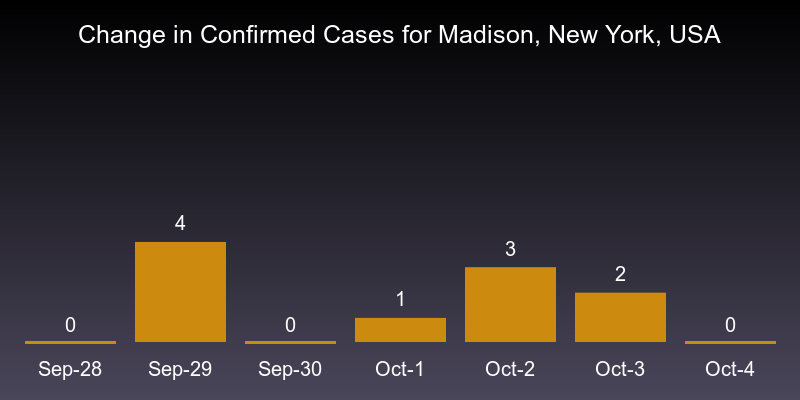 Change in Confirmed Cases for Madison, New York, USA
0 4 0 1 3 2 0
Sep-28 Sep-29 Sep-30 Oct-1 Oct-2 Oct-3 Oct-4